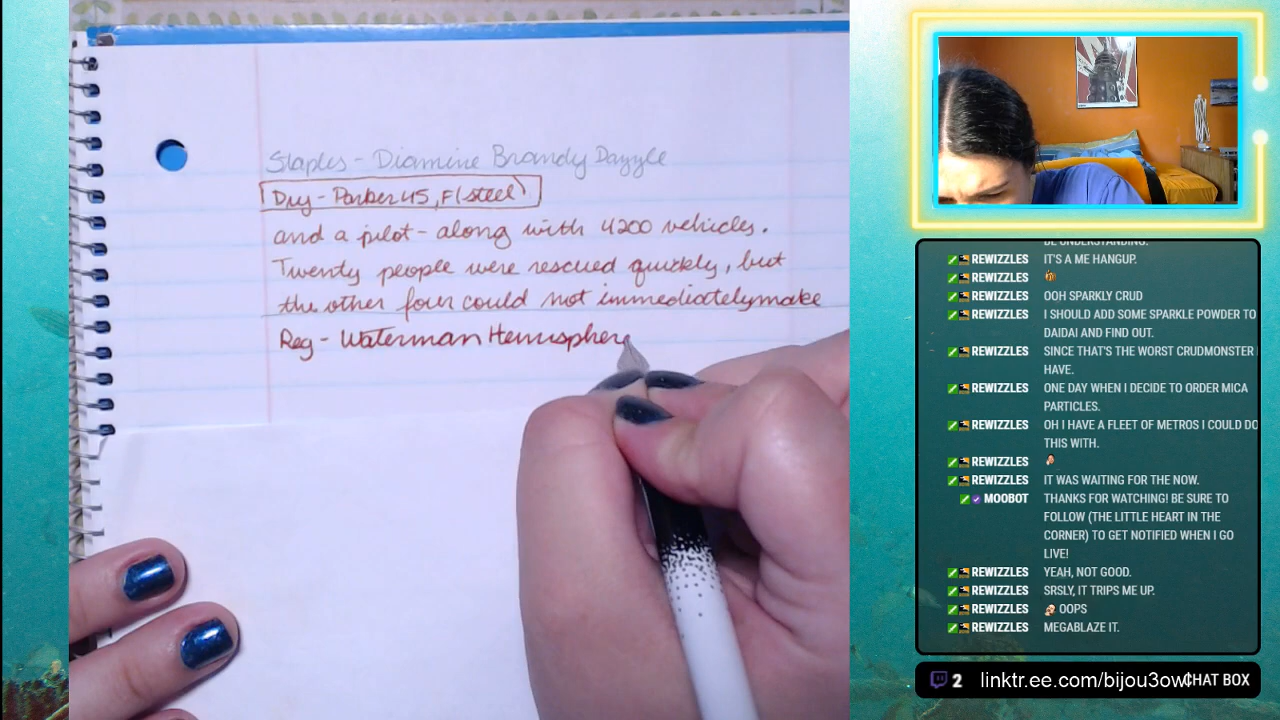 Staples - Diamine Brandy Dazzle
Dry - Parker 45, F (steel)
and a pilot - along with 4200 vehicles.
Twenty people were rescued quickly, but
the other four could not immediately make
Reg - Waterman Hemisphere
BE UNDERSTANDING.
REWIZZLES IT'S A ME HANGUP.
REWIZZLES
REWIZZLES OOH SPARKLY CRUD
REWIZZLES I SHOULD ADD SOME SPARKLE POWDER TO
DAIDAI AND FIND OUT.
REWIZZLES SINCE THAT'S THE WORST CRUDMONSTER I
HAVE.
REWIZZLES ONE DAY WHEN I DECIDE TO ORDER MICA
PARTICLES.
REWIZZLES OH I HAVE A FLEET OF METROS I COULD DO
THIS WITH.
REWIZZLES
REWIZZLES IT WAS WAITING FOR THE NOW.
MOOBOT THANKS FOR WATCHING! BE SURE TO
FOLLOW (THE LITTLE HEART IN THE
CORNER) TO GET NOTIFIED WHEN I GO
LIVE!
REWIZZLES YEAH, NOT GOOD.
REWIZZLES SRSLY, IT TRIPS ME UP.
REWIZZLES OOPS
REWIZZLES MEGABLAZE IT.
2 linktr.ee.com/bijou3owl CHAT BOX